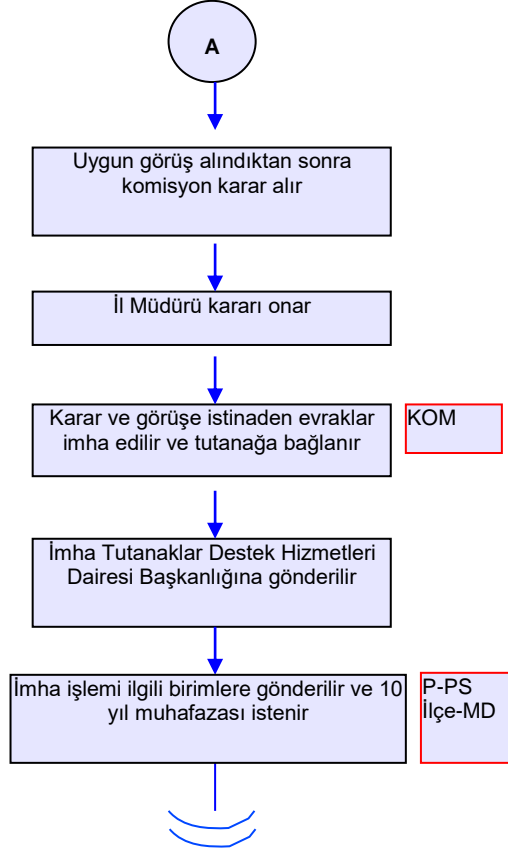 A
Uygun görüş alındıktan sonra
komisyon karar alır
İl Müdürü kararı onar
Karar ve görüşe istinaden evraklar
imha edilir ve tutanağa bağlanır
KOM
İmha Tutanaklar Destek Hizmetleri
Dairesi Başkanlığına gönderilir
İmha işlemi ilgili birimlere gönderilir ve 10
yıl muhafazası istenir
P-PS
İlçe-MD